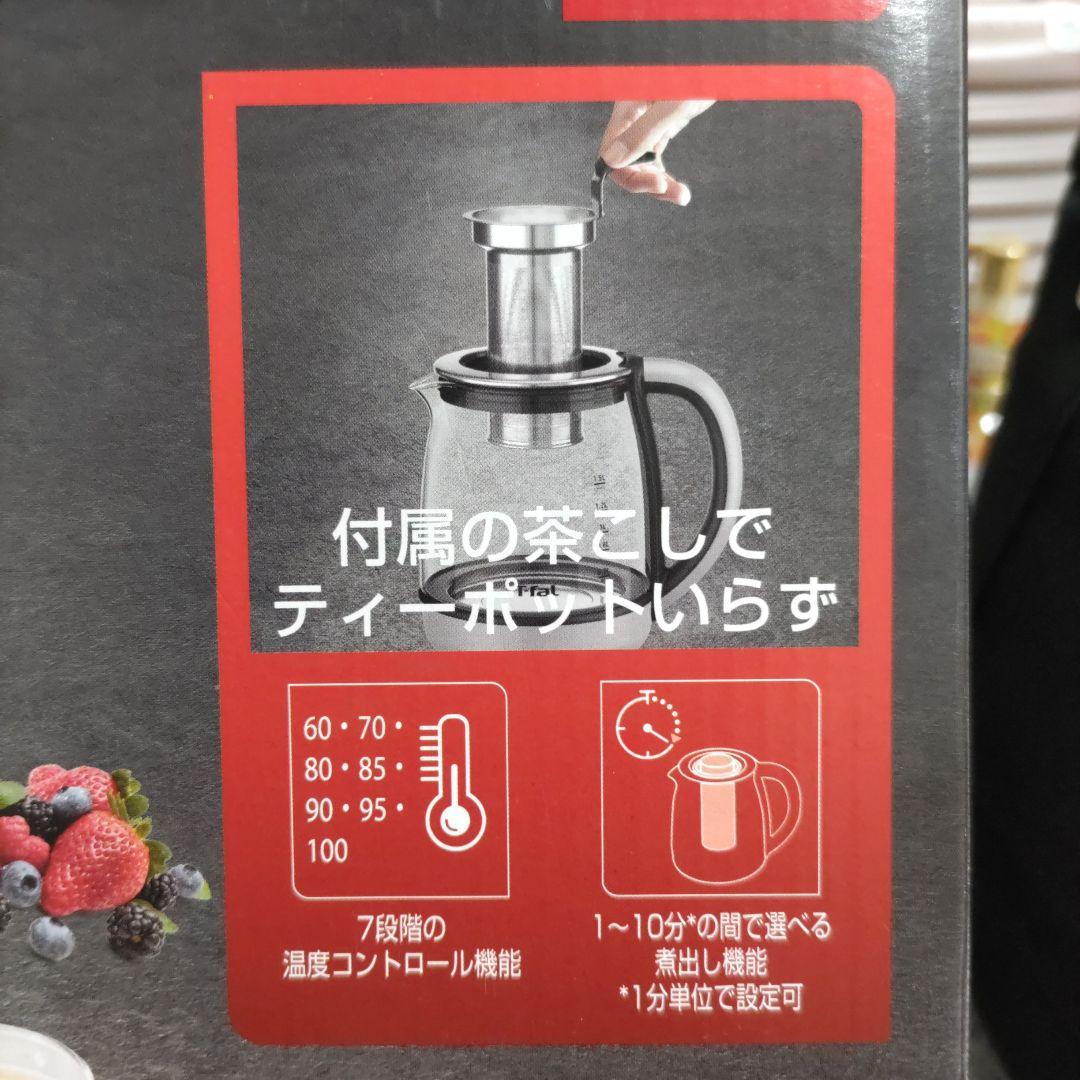 1.5L
付属の茶こしで
T-fal
ティーポットいらず
60・70・
80・85・
90・95・
100
7段階の
温度コントロール機能
1～10分*の間で選べる
煮出し機能
*1分単位で設定可